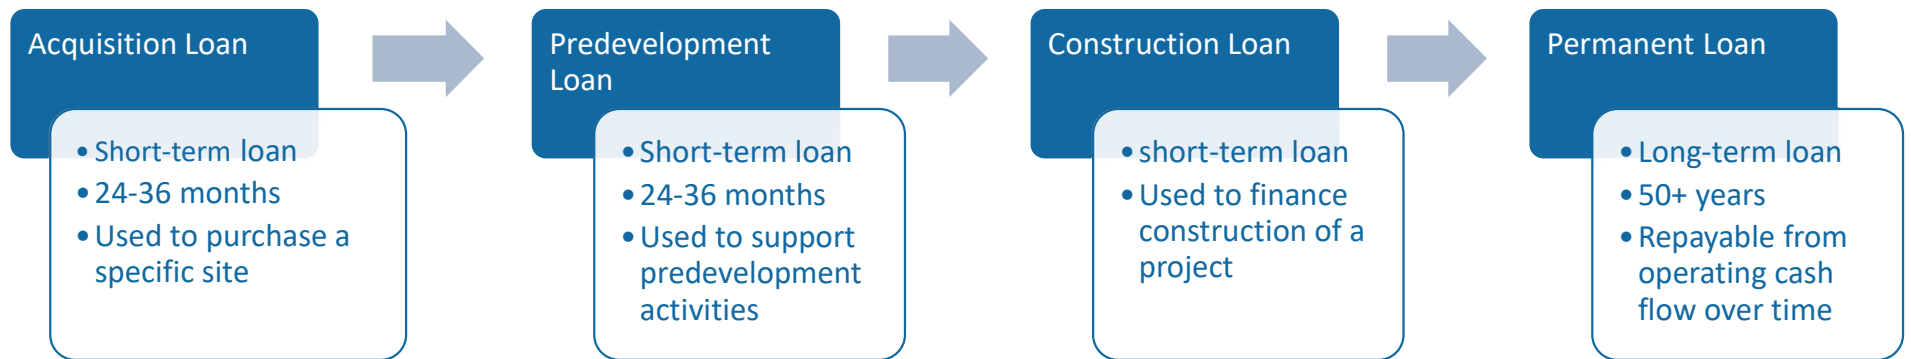 Acquisition Loan
• Short-term loan
• 24-36 months
• Used to purchase a
specific site
Predevelopment
Loan
• Short-term loan
• 24-36 months
• Used to support
predevelopment
activities
Construction Loan
• short-term loan
• Used to finance
construction of a
project
Permanent Loan
• Long-term loan
• 50+ years
• Repayable from
operating cash
flow over time